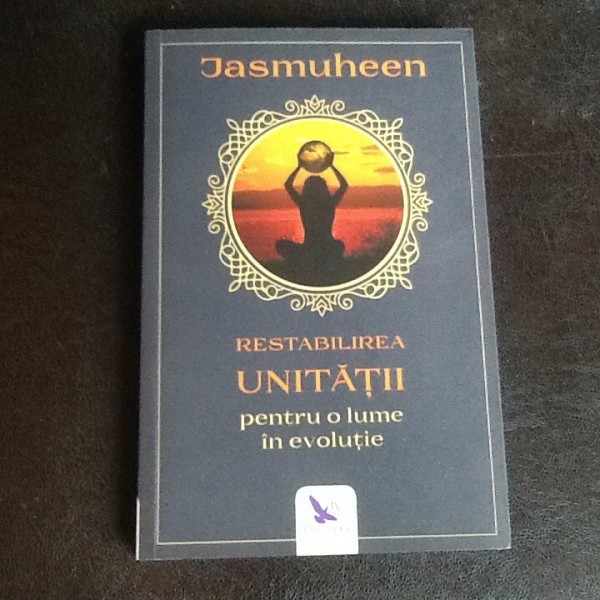 Jasmuheen
RESTABILIREA
UNITĂȚII
pentru o lume
în evoluție